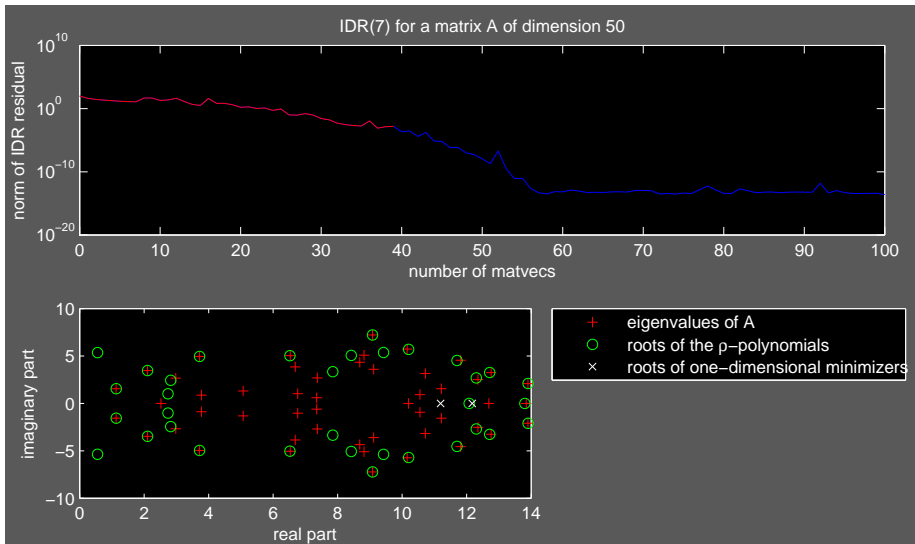 IDR(7) for a matrix A of dimension 50
norm of IDR residual
10^10
10^0
10^−10
10^−20
0 10 20 30 40 50 60 70 80 90 100
number of matvecs
imaginary part
10
5
0
−5
−10
0 2 4 6 8 10 12 14
real part
eigenvalues of A
roots of the ρ−polynomials
roots of one−dimensional minimizers